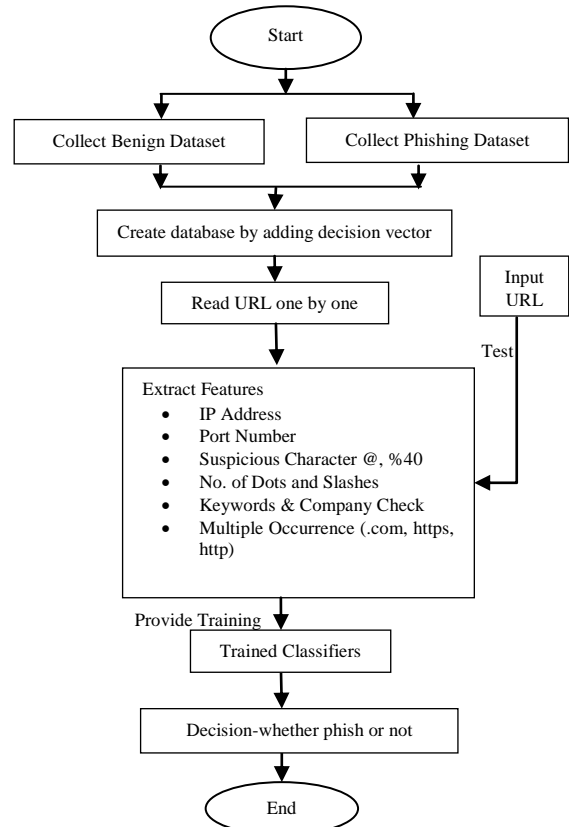 Start
Collect Benign Dataset
Collect Phishing Dataset
Create database by adding decision vector
Read URL one by one
Input
URL
Test
Extract Features
• IP Address
• Port Number
• Suspicious Character @, %40
• No. of Dots and Slashes
• Keywords & Company Check
• Multiple Occurrence (.com, https,
http)
Provide Training
Trained Classifiers
Decision-whether phish or not
End